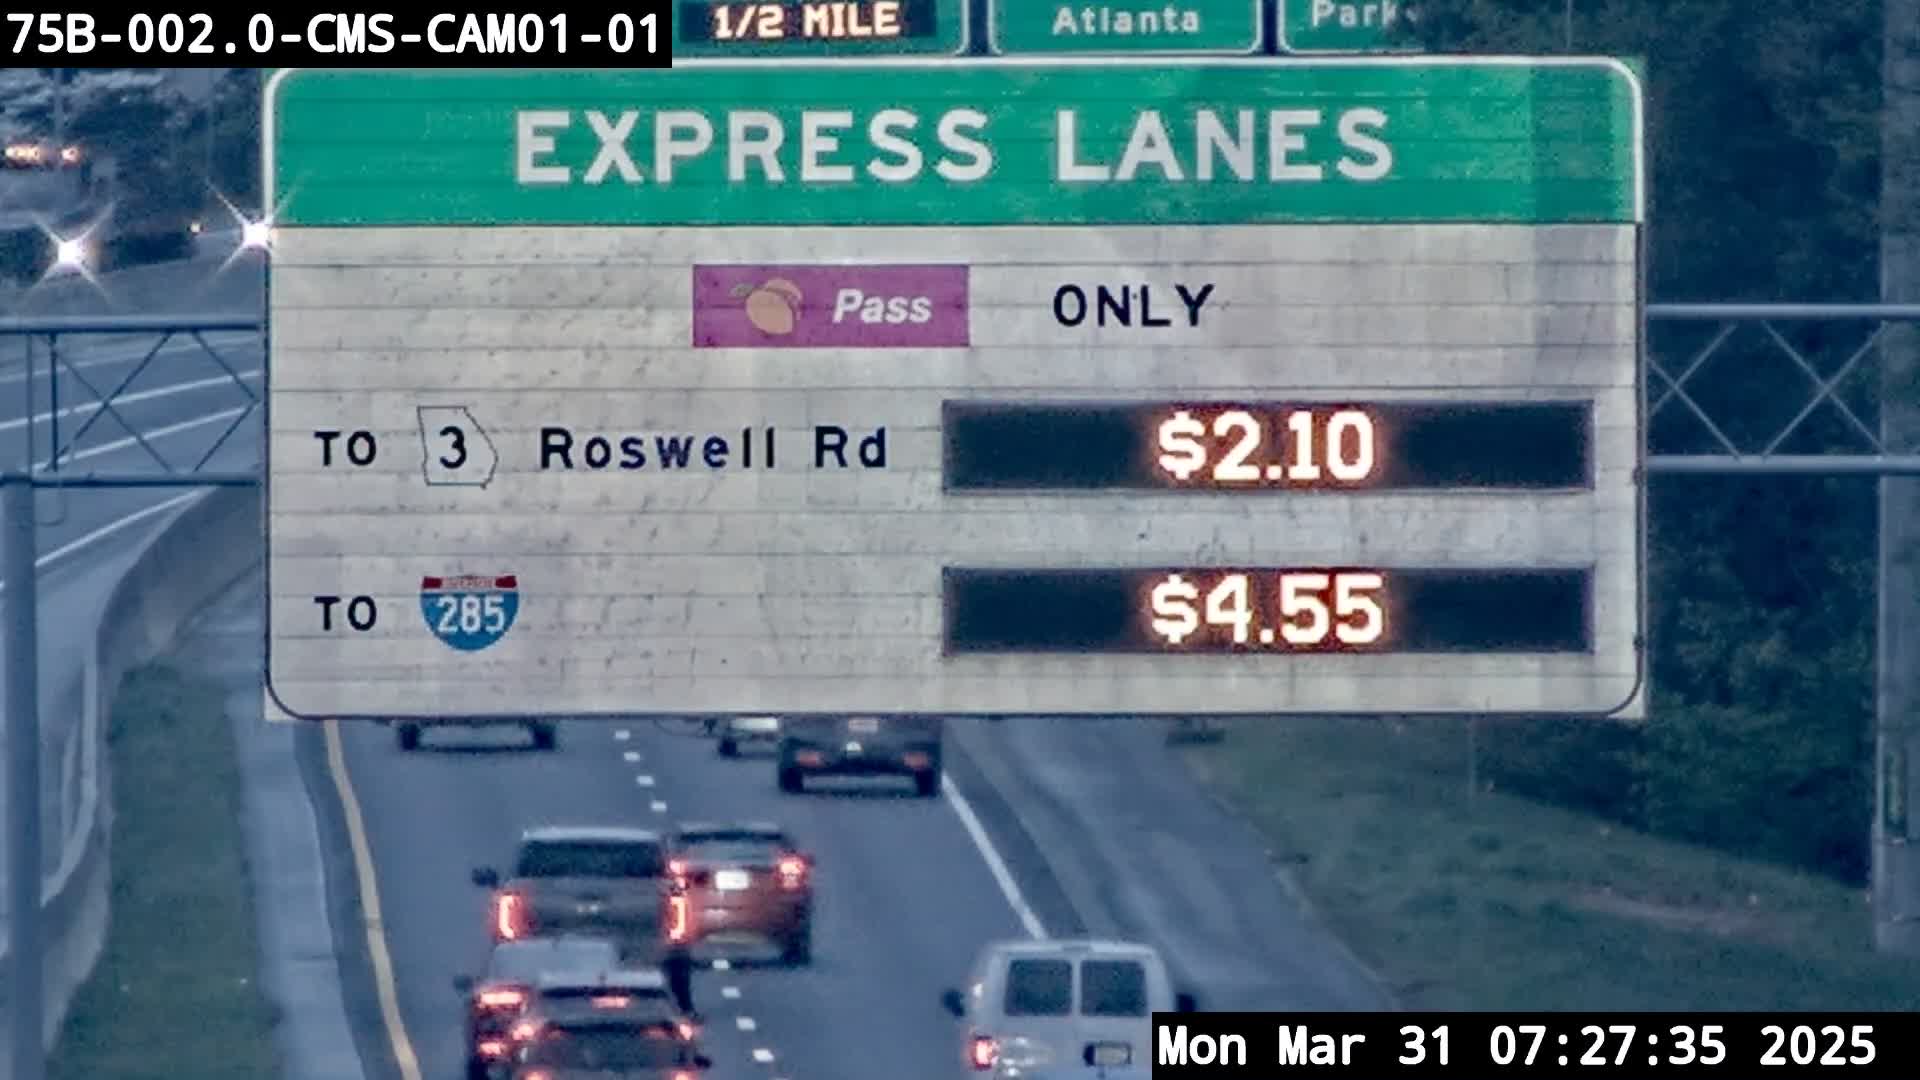 75B-002.0-CMS-CAM01-01
1/2 MILE
Atlanta
Park
EXPRESS LANES
Pass ONLY
TO 3 Roswell Rd $2.10
TO 285 $4.55
Mon Mar 31 07:27:35 2025